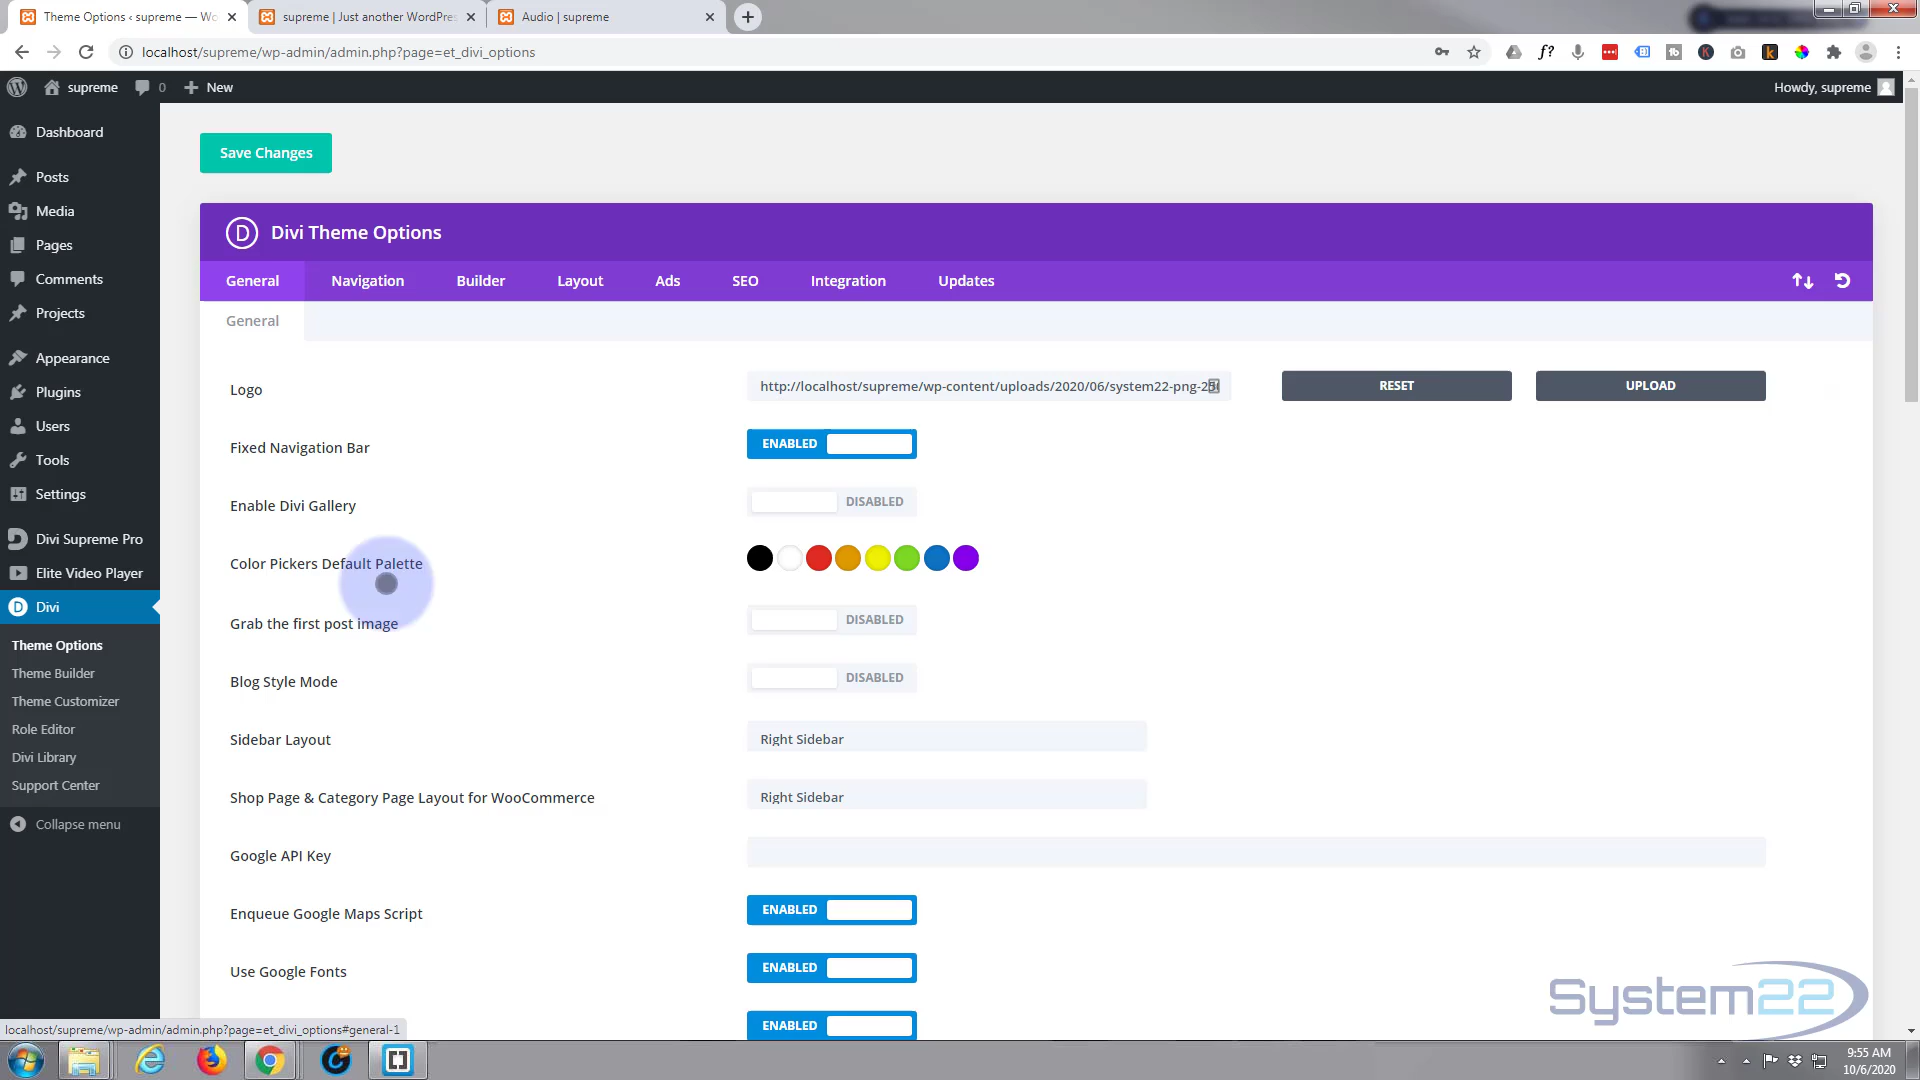 Theme Options ‹ supreme — Wo
supreme | Just another WordPres
Audio | supreme
localhost/supreme/wp-admin/admin.php?page=et_divi_options
supreme
0
New
Howdy, supreme
Dashboard
Posts
Media
Pages
Comments
Projects
Appearance
Plugins
Users
Tools
Settings
Divi Supreme Pro
Elite Video Player
Divi
Theme Options
Theme Builder
Theme Customizer
Role Editor
Divi Library
Support Center
Collapse menu
Save Changes
Divi Theme Options
General Navigation Builder Layout Ads SEO Integration Updates
General
Logo http://localhost/supreme/wp-content/uploads/2020/06/system22-png-2 RESET UPLOAD
Fixed Navigation Bar ENABLED
Enable Divi Gallery DISABLED
Color Pickers Default Palette
Grab the first post image DISABLED
Blog Style Mode DISABLED
Sidebar Layout Right Sidebar
Shop Page & Category Page Layout for WooCommerce Right Sidebar
Google API Key
Enqueue Google Maps Script ENABLED
Use Google Fonts ENABLED
ENABLED
System22
localhost/supreme/wp-admin/admin.php?page=et_divi_options#general-1
9:55 AM
10/6/2020